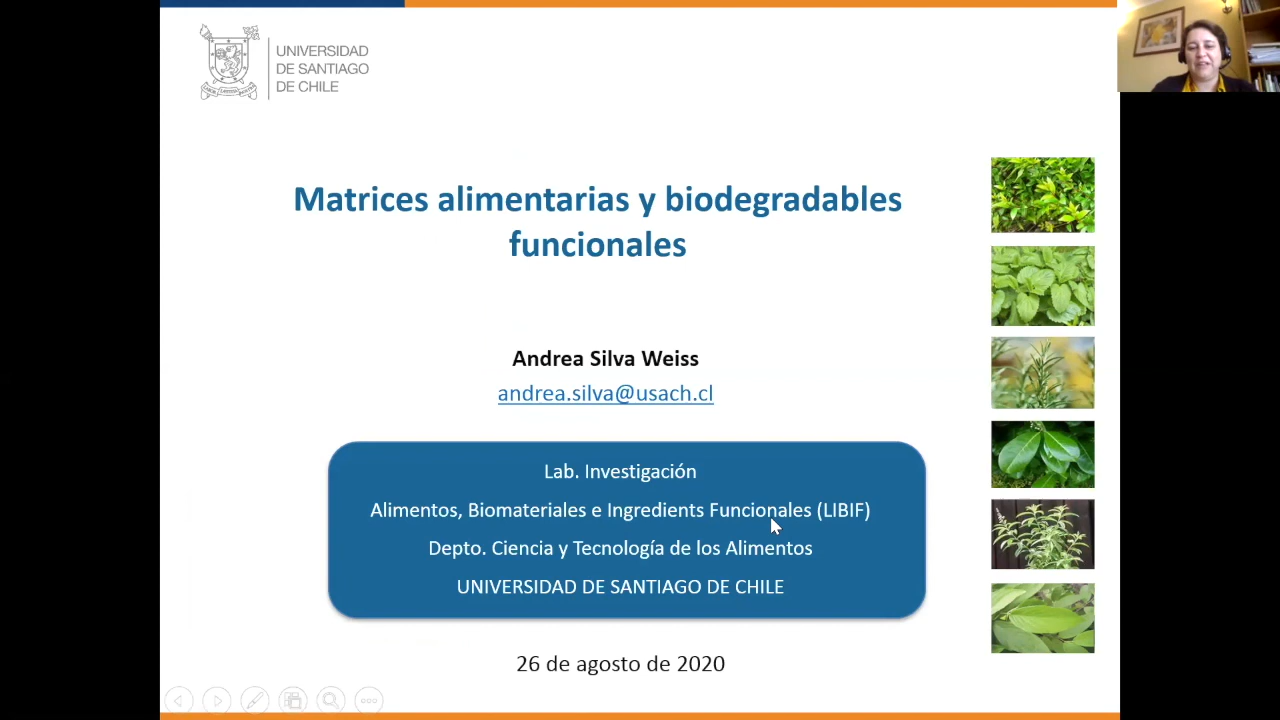 UNIVERSIDAD
DE SANTIAGO
DE CHILE
Matrices alimentarias y biodegradables
funcionales
Andrea Silva Weiss
andrea.silva@usach.cl
Lab. Investigación
Alimentos, Biomateriales e Ingredients Funcionales (LIBIF)
Depto. Ciencia y Tecnología de los Alimentos
UNIVERSIDAD DE SANTIAGO DE CHILE
26 de agosto de 2020